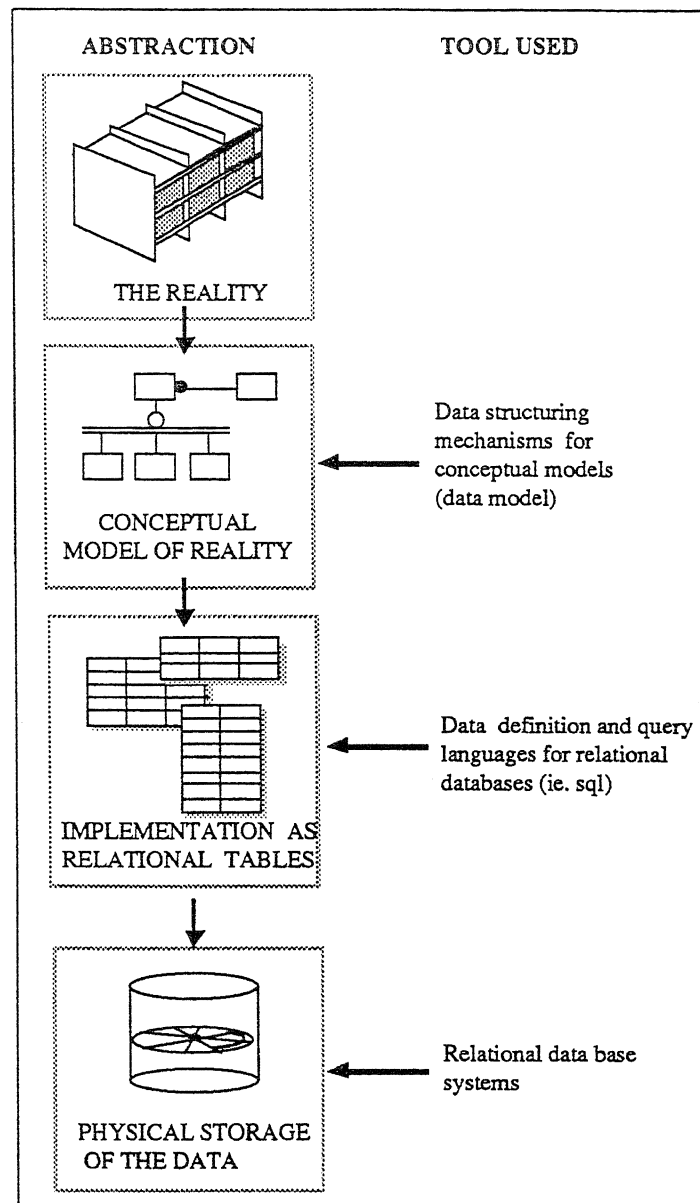 ABSTRACTION TOOL USED
THE REALITY
Data structuring
mechanisms for
conceptual models
(data model)
CONCEPTUAL
MODEL OF REALITY
Data definition and query
languages for relational
databases (ie. sql)
IMPLEMENTATION AS
RELATIONAL TABLES
Relational data base
systems
PHYSICAL STORAGE
OF THE DATA